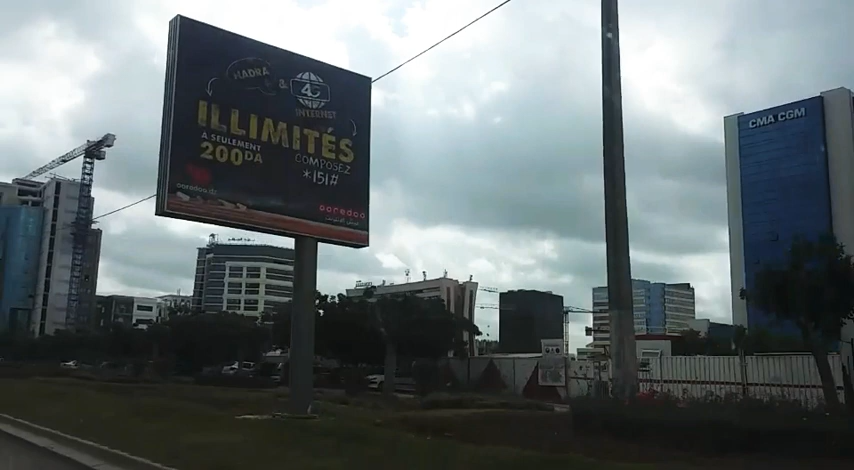 HADRA
&
4G
INTERNET
ILLIMITÉS
À SEULEMENT
200DA
COMPOSEZ
*151#
ooredoo
CMA CGM